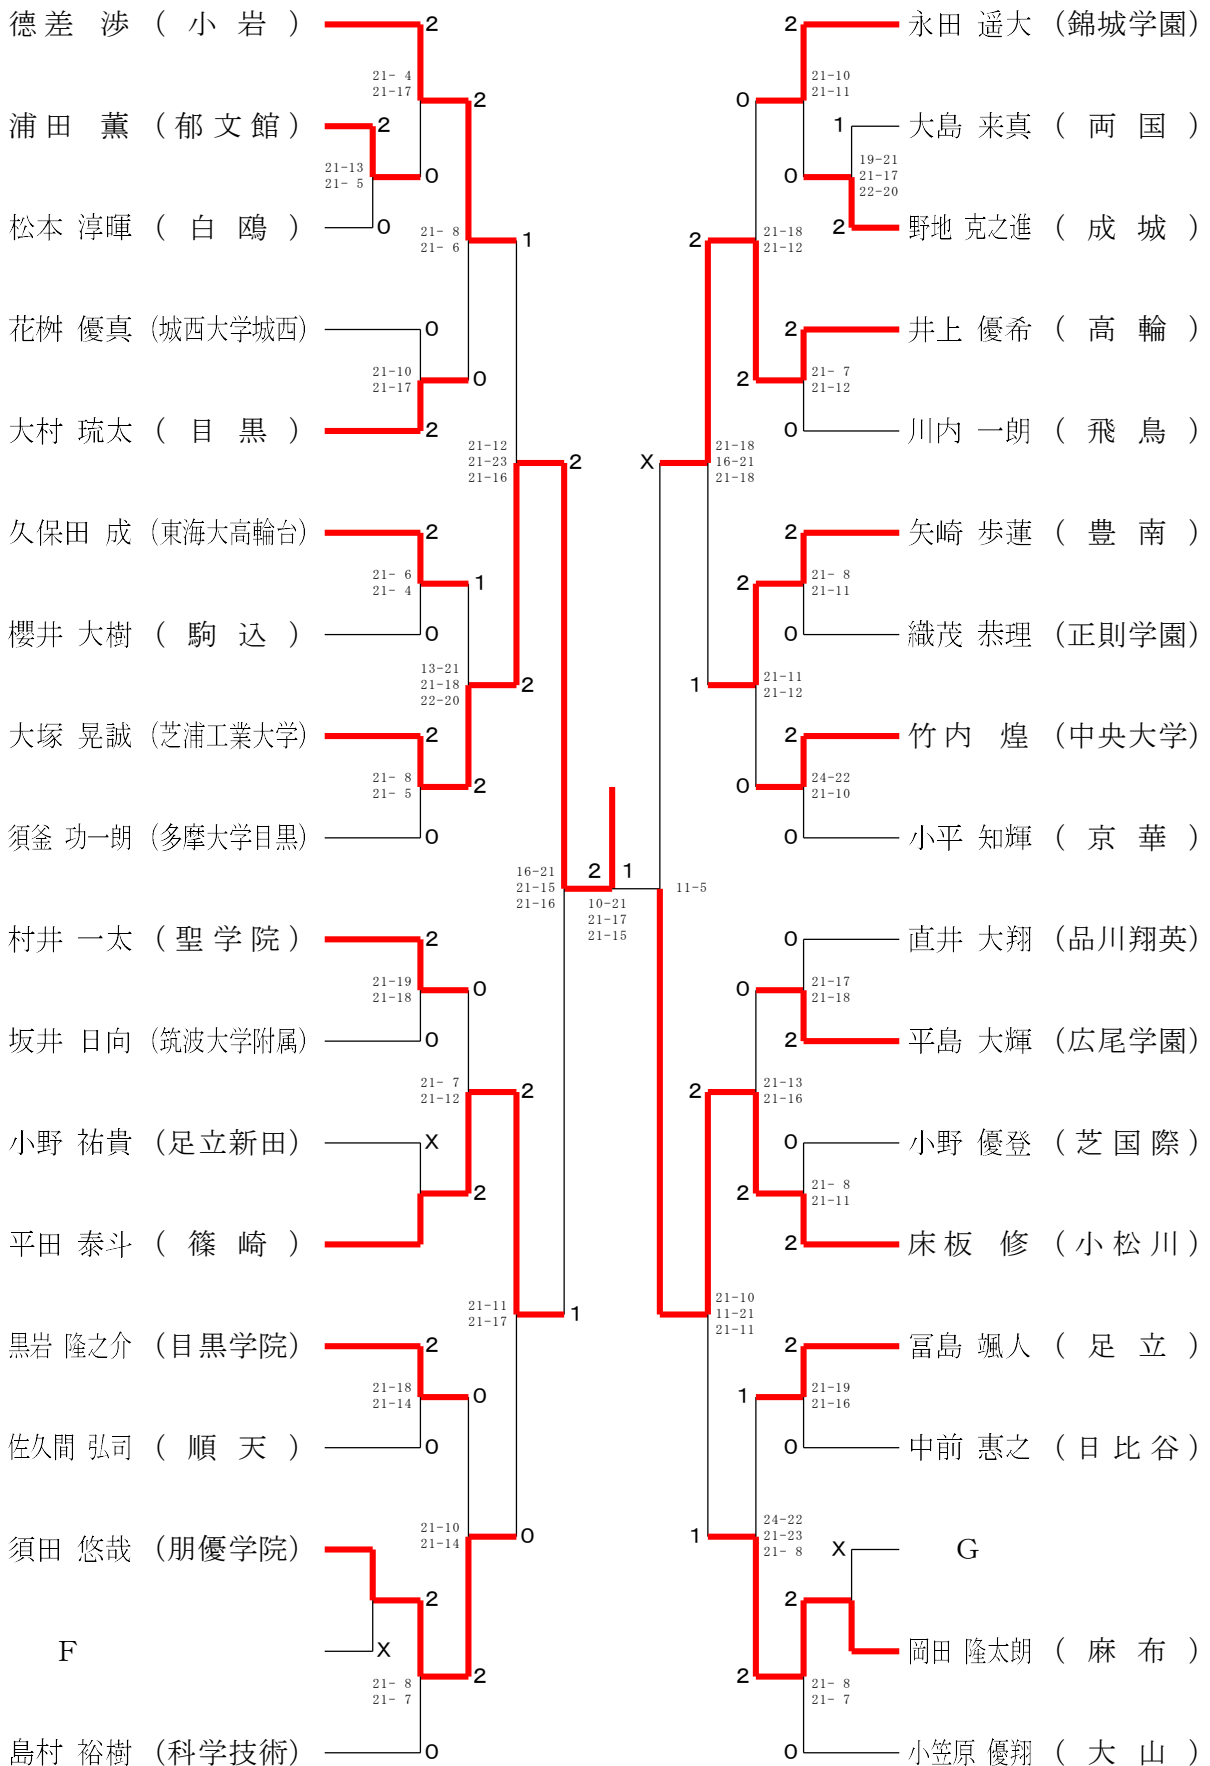 德差 渉 ( 小 岩 ) 2 2 永田 遥大 (錦城学園)
21- 4 21-10
21-17 2 0 21-11
浦田 薫 (郁文館) 2 1 大島 来真 ( 両 国 )
21-13 19-21
21- 5 0 0 21-17
22-20
松本 淳暉 ( 白 鴎 ) 0 2 野地 克之進 ( 成 城 )
21- 8 1 2 21-18
21- 6 21-12
花桝 優真 (城西大学城西) 0 2 井上 優希 ( 高 輪 )
21-10 0 2 21- 7
21-17 21-12
大村 琉太 ( 目 黒 ) 2 0 川内 一朗 ( 飛 鳥 )
21-12 21-18
21-23 2 X 16-21
21-16 21-18
久保田 成 (東海大高輪台) 2 2 矢崎 歩蓮 ( 豊 南 )
21- 6 1 2 21- 8
21- 4 21-11
櫻井 大樹 ( 駒 込 ) 0 0 織茂 恭理 (正則学園)
13-21 21-11
21-18 2 1 21-12
22-20
大塚 晃誠 (芝浦工業大学) 2 2 竹内 煌 (中央大学)
21- 8 2 0 24-22
21- 5 21-10
須釜 功一朗 (多摩大学目黒) 0 0 小平 知輝 ( 京 華 )
16-21 2 1
21-15 11-5
21-16 10-21
21-17
21-15
村井 一太 (聖学院) 2 0 直井 大翔 (品川翔英)
21-19 0 0 21-17
21-18 21-18
坂井 日向 (筑波大学附属) 0 2 平島 大輝 (広尾学園)
21- 7 2 2 21-13
21-12 21-16
小野 祐貴 (足立新田) X 0 小野 優登 (芝国際)
2 2 21- 8
21-11
平田 泰斗 ( 篠 崎 ) 2 床板 修 (小松川)
21-11 1 21-10
21-17 11-21
21-11
黒岩 隆之介 (目黒学院) 2 2 冨島 颯人 ( 足 立 )
21-18 0 1 21-19
21-14 21-16
佐久間 弘司 ( 順 天 ) 0 0 中前 惠之 (日比谷)
21-10 0 1 24-22
21-14 21-23
21- 8
須田 悠哉 (朋優学院) X G
2 2
F X 岡田 隆太朗 ( 麻 布 )
21- 8 2 2 21- 8
21- 7 21- 7
島村 裕樹 (科学技術) 0 0 小笠原 優翔 ( 大 山 )